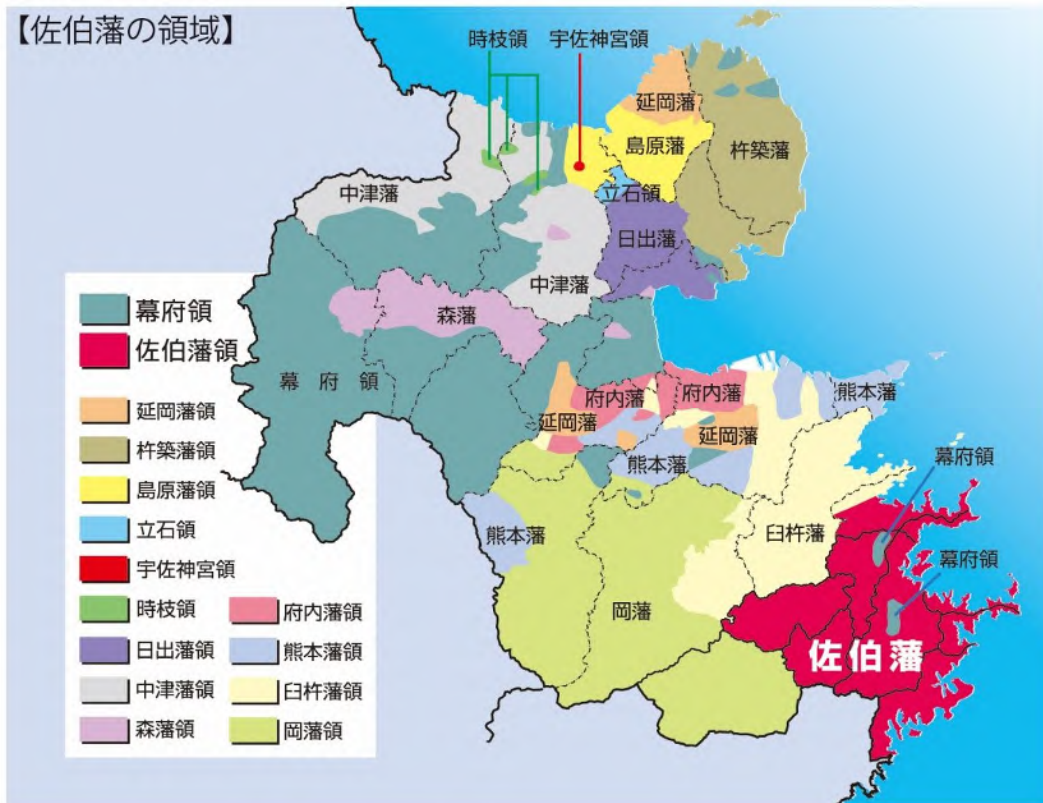 【佐伯藩の領域】
時枝領
宇佐神宮領
延岡藩
島原藩
杵築藩
中津藩
立石領
日出藩
中津藩
森藩
幕府領
府内藩
府内藩
熊本藩
延岡藩
延岡藩
熊本藩
幕府領
熊本藩
臼杵藩
幕府領
岡藩
佐伯藩
幕府領
佐伯藩領
延岡藩領
杵築藩領
島原藩領
立石領
宇佐神宮領
時枝領
日出藩領
中津藩領
森藩領
府内藩領
熊本藩領
臼杵藩領
岡藩領